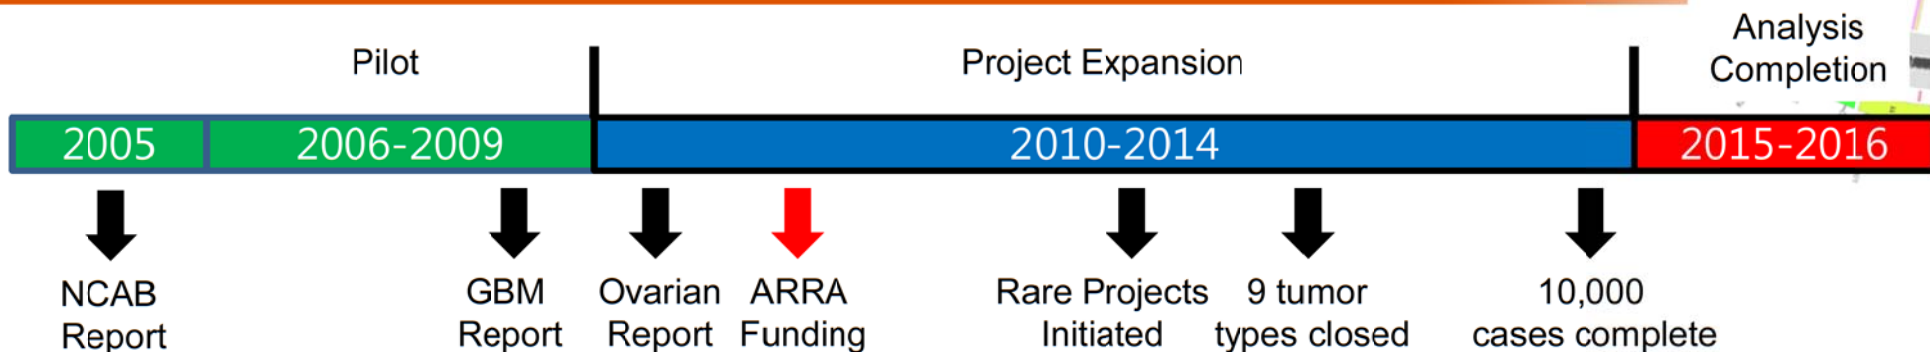 Pilot
Project Expansion
Analysis
Completion
2005
2006-2009
2010-2014
2015-2016
NCAB
Report
GBM
Report
Ovarian
Report
ARRA
Funding
Rare Projects
Initiated
9 tumor
types closed
10,000
cases complete